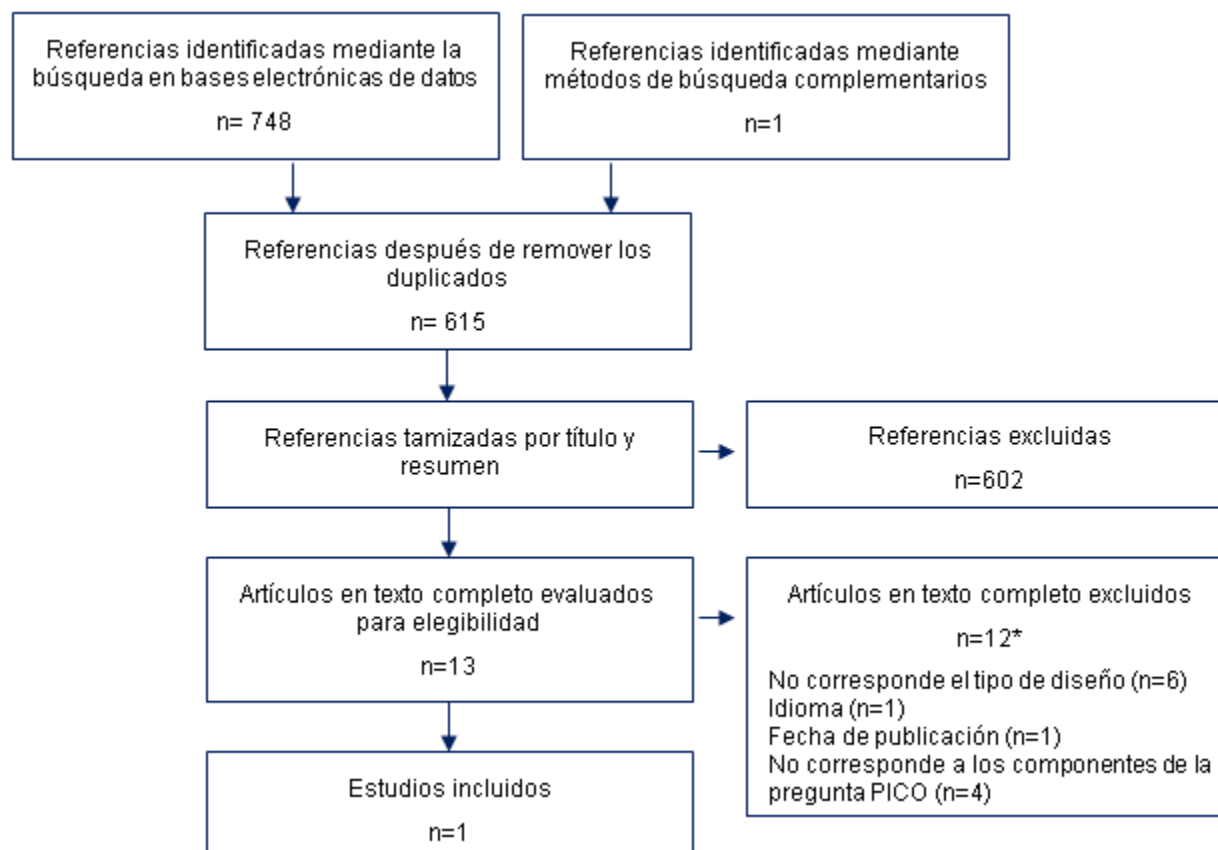 Referencias identificadas mediante la
búsqueda en bases electrónicas de datos
n= 748
Referencias identificadas mediante
métodos de búsqueda complementarios
n=1
Referencias después de remover los
duplicados
n= 615
Referencias tamizadas por título y
resumen
Referencias excluidas
n=602
Artículos en texto completo evaluados
para elegibilidad
n=13
Artículos en texto completo excluidos
n=12*
No corresponde el tipo de diseño (n=6)
Idioma (n=1)
Fecha de publicación (n=1)
No corresponde a los componentes de la
pregunta PICO (n=4)
Estudios incluidos
n=1